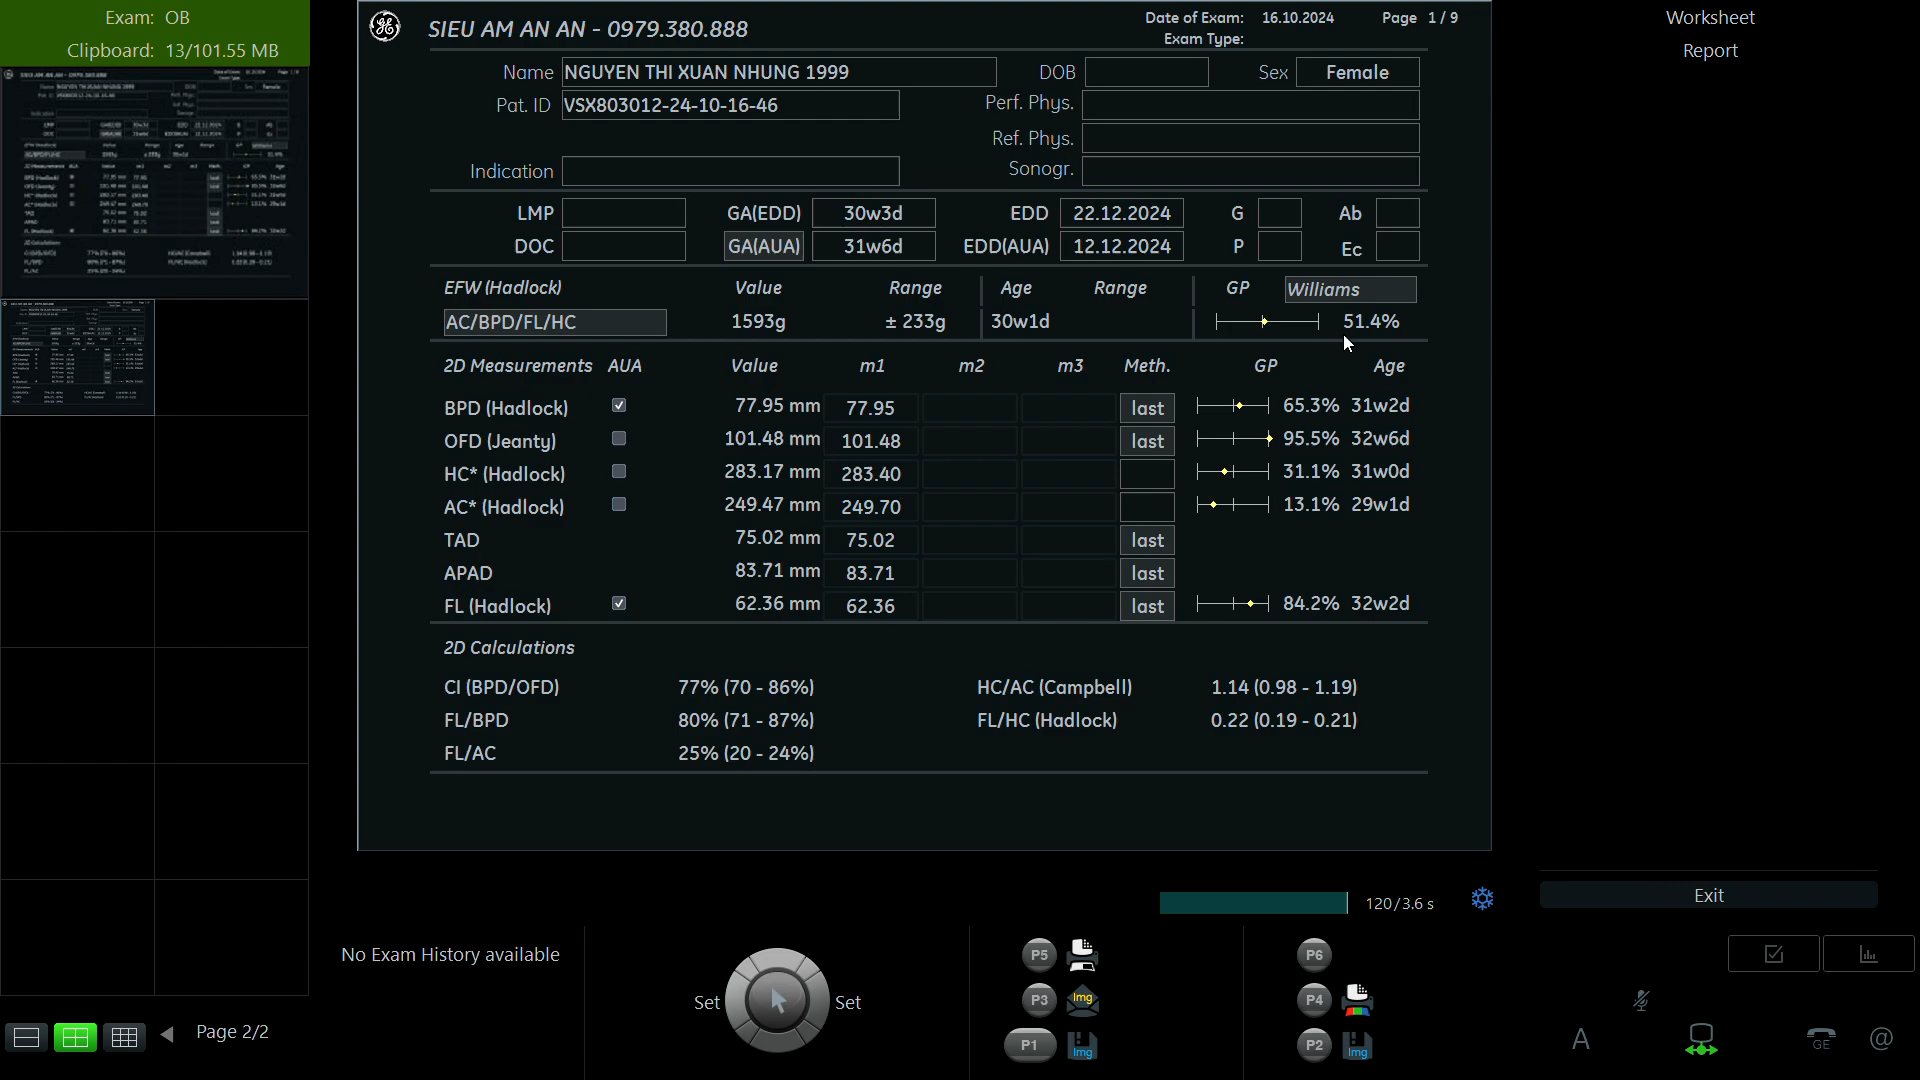 Exam: OB
Clipboard: 13/101.55 MB
SIEU AM AN AN - 0979.380.888
Date of Exam: 16.10.2024 Page 1 / 9
Exam Type:
Name NGUYEN THI XUAN NHUNG 1999 DOB Sex Female
Pat. ID VSX803012-24-10-16-46 Perf. Phys.
Ref. Phys.
Indication Sonogr.
LMP GA(EDD) 30w3d EDD 22.12.2024 G Ab
DOC GA(AUA) 31w6d EDD(AUA) 12.12.2024 P Ec
EFW (Hadlock) Value Range Age Range GP Williams
AC/BPD/FL/HC 1593g ± 233g 30w1d 51.4%
2D Measurements AUA Value m1 m2 m3 Meth. GP Age
BPD (Hadlock) 77.95 mm 77.95 last 65.3% 31w2d
OFD (Jeanty) 101.48 mm 101.48 last 95.5% 32w6d
HC* (Hadlock) 283.17 mm 283.40 31.1% 31w0d
AC* (Hadlock) 249.47 mm 249.70 13.1% 29w1d
TAD 75.02 mm 75.02 last
APAD 83.71 mm 83.71 last
FL (Hadlock) 62.36 mm 62.36 last 84.2% 32w2d
2D Calculations
CI (BPD/OFD) 77% (70 - 86%) HC/AC (Campbell) 1.14 (0.98 - 1.19)
FL/BPD 80% (71 - 87%) FL/HC (Hadlock) 0.22 (0.19 - 0.21)
FL/AC 25% (20 - 24%)
Worksheet
Report
120/3.6 s
Exit
No Exam History available
Set Set
P5 P6
P3 Img P4
P1 Img P2 Img
Page 2/2
A GE @